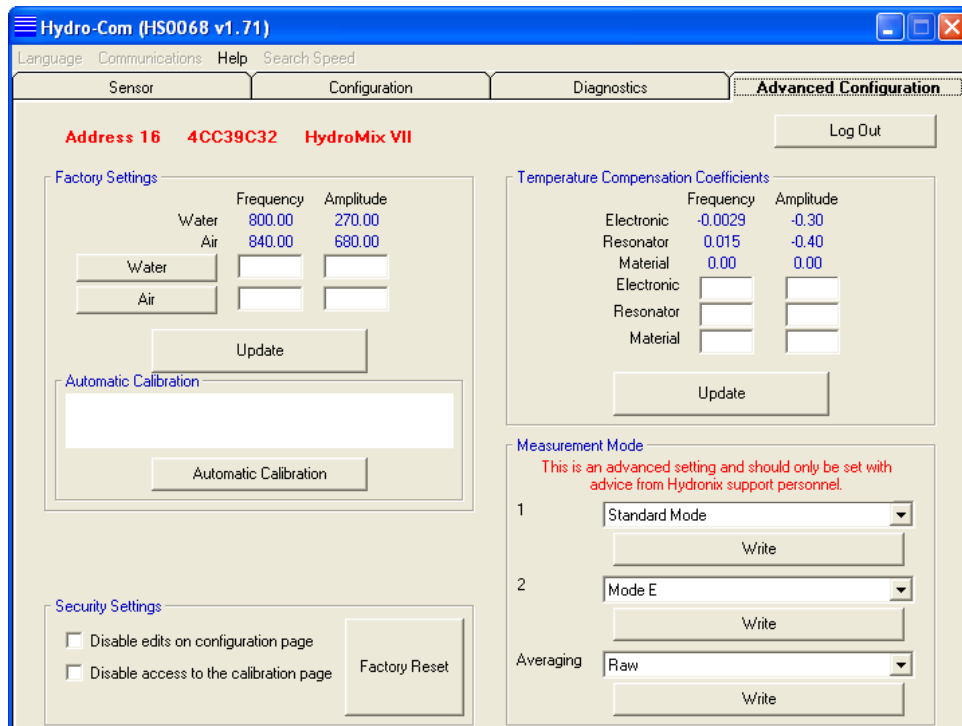 Hydro-Com (HS0068 v1.71)
Language Communications Help Search Speed
Sensor Configuration Diagnostics Advanced Configuration
Address 16 4CC39C32 HydroMix VII
Log Out
Factory Settings
Frequency Amplitude
Water 800.00 270.00
Air 840.00 680.00
Water
Air
Update
Automatic Calibration
Automatic Calibration
Security Settings
Disable edits on configuration page
Disable access to the calibration page
Factory Reset
Temperature Compensation Coefficients
Frequency Amplitude
Electronic -0.0029 -0.30
Resonator 0.015 -0.40
Material 0.00 0.00
Electronic
Resonator
Material
Update
Measurement Mode
This is an advanced setting and should only be set with
advice from Hydronix support personnel.
1 Standard Mode
Write
2 Mode E
Write
Averaging Raw
Write